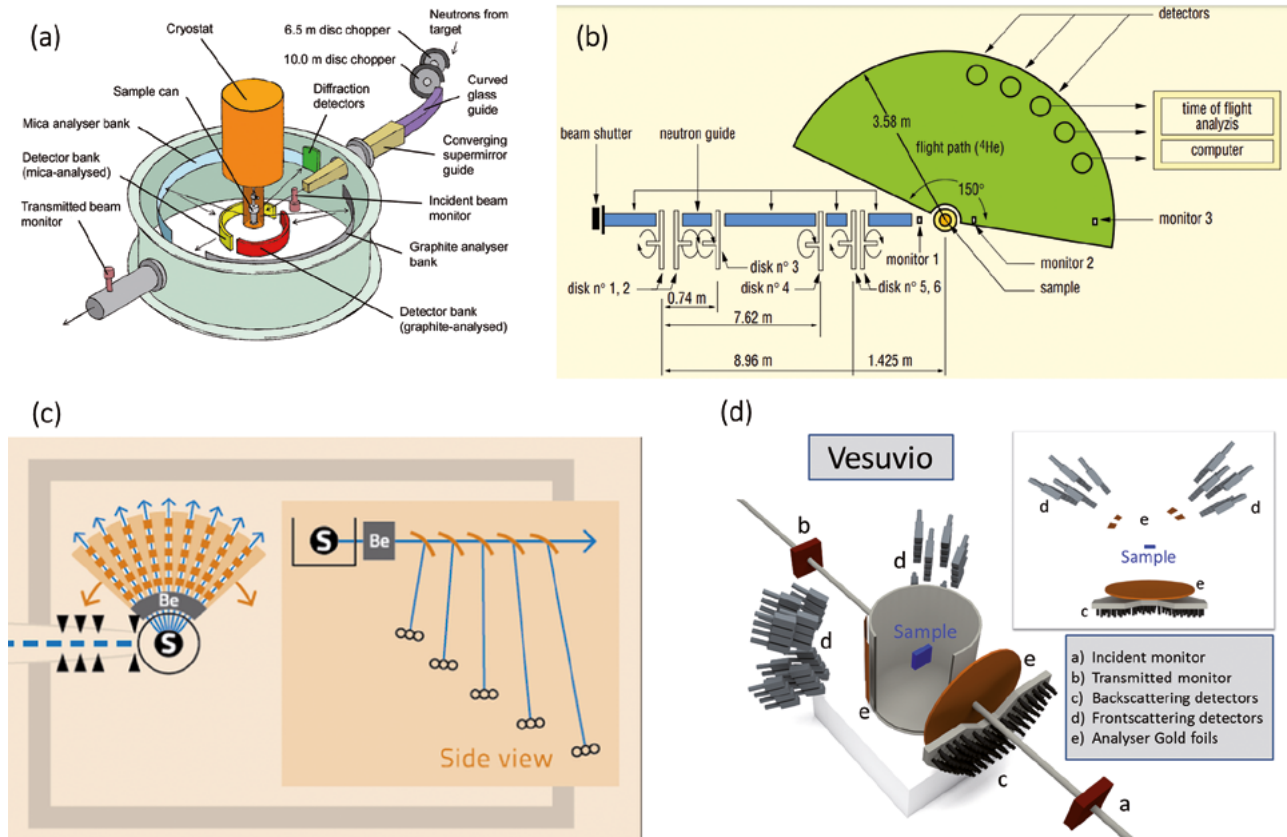 (a)
Cryostat
6.5 m disc chopper
10.0 m disc chopper
Neutrons from
target
Sample can
Diffraction
detectors
Curved
glass
guide
Mica analyser bank
Detector bank
(mica-analysed)
Converging
supermirror
guide
Transmitted beam
monitor
Incident beam
monitor
Graphite analyser
bank
Detector bank
(graphite-analysed)
(b)
detectors
3.58 m
time of flight
analyzis
computer
beam shutter
neutron guide
flight path (⁴He)
150°
monitor 3
disk n° 3
monitor 1
monitor 2
disk n° 1, 2
disk n° 4
disk n° 5, 6
sample
0.74 m
7.62 m
8.96 m
1.425 m
(c)
Be
S
S
Be
Side view
(d)
Vesuvio
b
d
d
e
d
Sample
e
c
d
Sample
e
e
c
a
a) Incident monitor
b) Transmitted monitor
c) Backscattering detectors
d) Frontscattering detectors
e) Analyser Gold foils